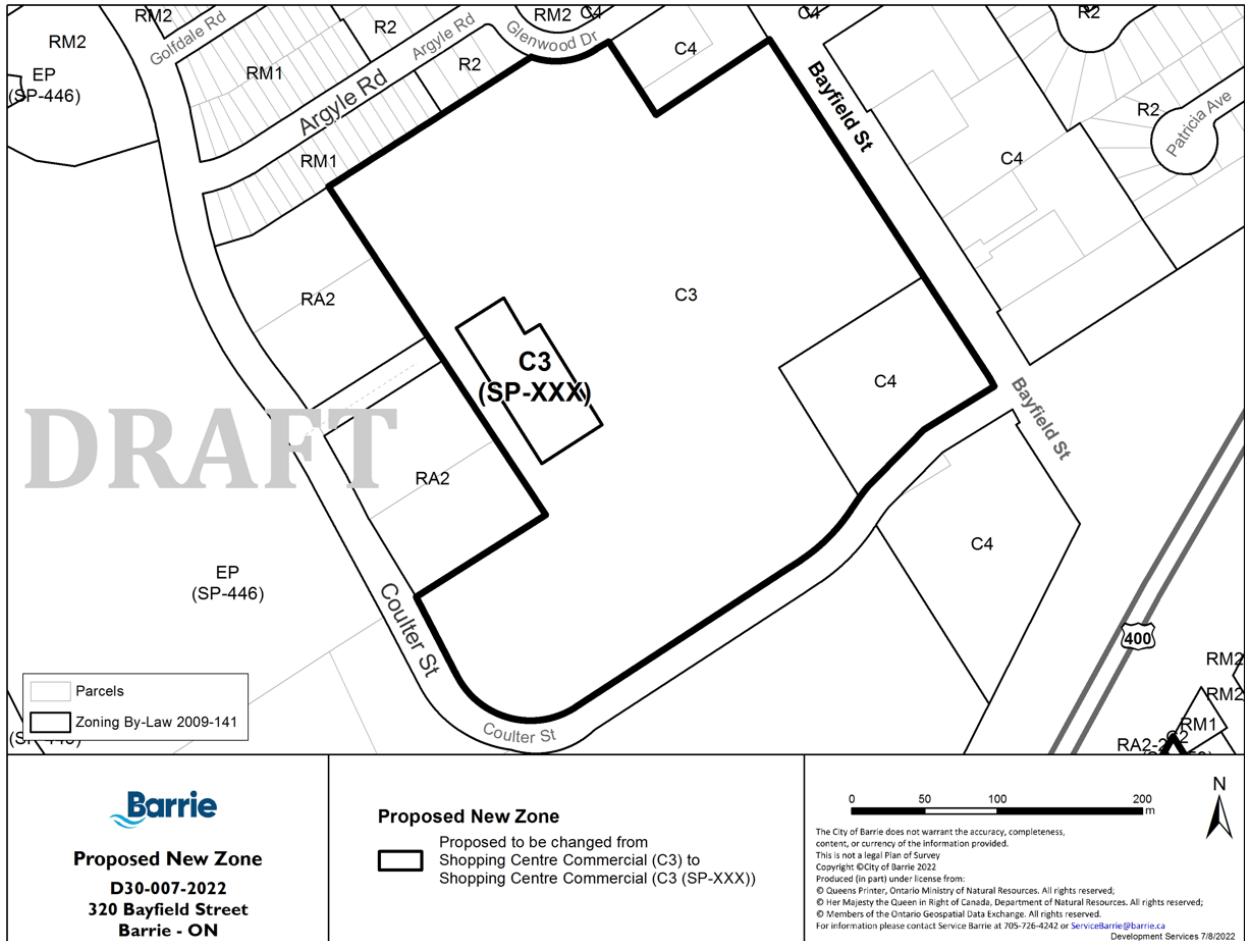 RM2
RM2
C4
C4
R2
Golfdale Rd
R2
Argyle Rd
Glenwood Dr
C4
RM2
EP
(SP-446)
RM1
R2
Argyle Rd
Bayfield St
R2
Patricia Ave
C4
RM1
RA2
C3
C3
(SP-XXX)
C4
Bayfield St
DRAFT
RA2
C4
EP
(SP-446)
Coulter St
400
RM2
RM2
RM1
Coulter St
Parcels
Zoning By-Law 2009-141
Barrie
Proposed New Zone
D30-007-2022
320 Bayfield Street
Barrie - ON
Proposed New Zone
Proposed to be changed from
Shopping Centre Commercial (C3) to
Shopping Centre Commercial (C3 (SP-XXX))
0 50 100 200
m
N
The City of Barrie does not warrant the accuracy, completeness,
content, or currency of the information provided.
This is not a legal Plan of Survey
Copyright ©City of Barrie 2022
Produced (in part) under license from:
© Queens Printer, Ontario Ministry of Natural Resources. All rights reserved;
© Her Majesty the Queen in Right of Canada, Department of Natural Resources. All rights reserved;
© Members of the Ontario Geospatial Data Exchange. All rights reserved.
For information please contact Service Barrie at 705-726-4242 or ServiceBarrie@barrie.ca
Development Services 7/8/2022